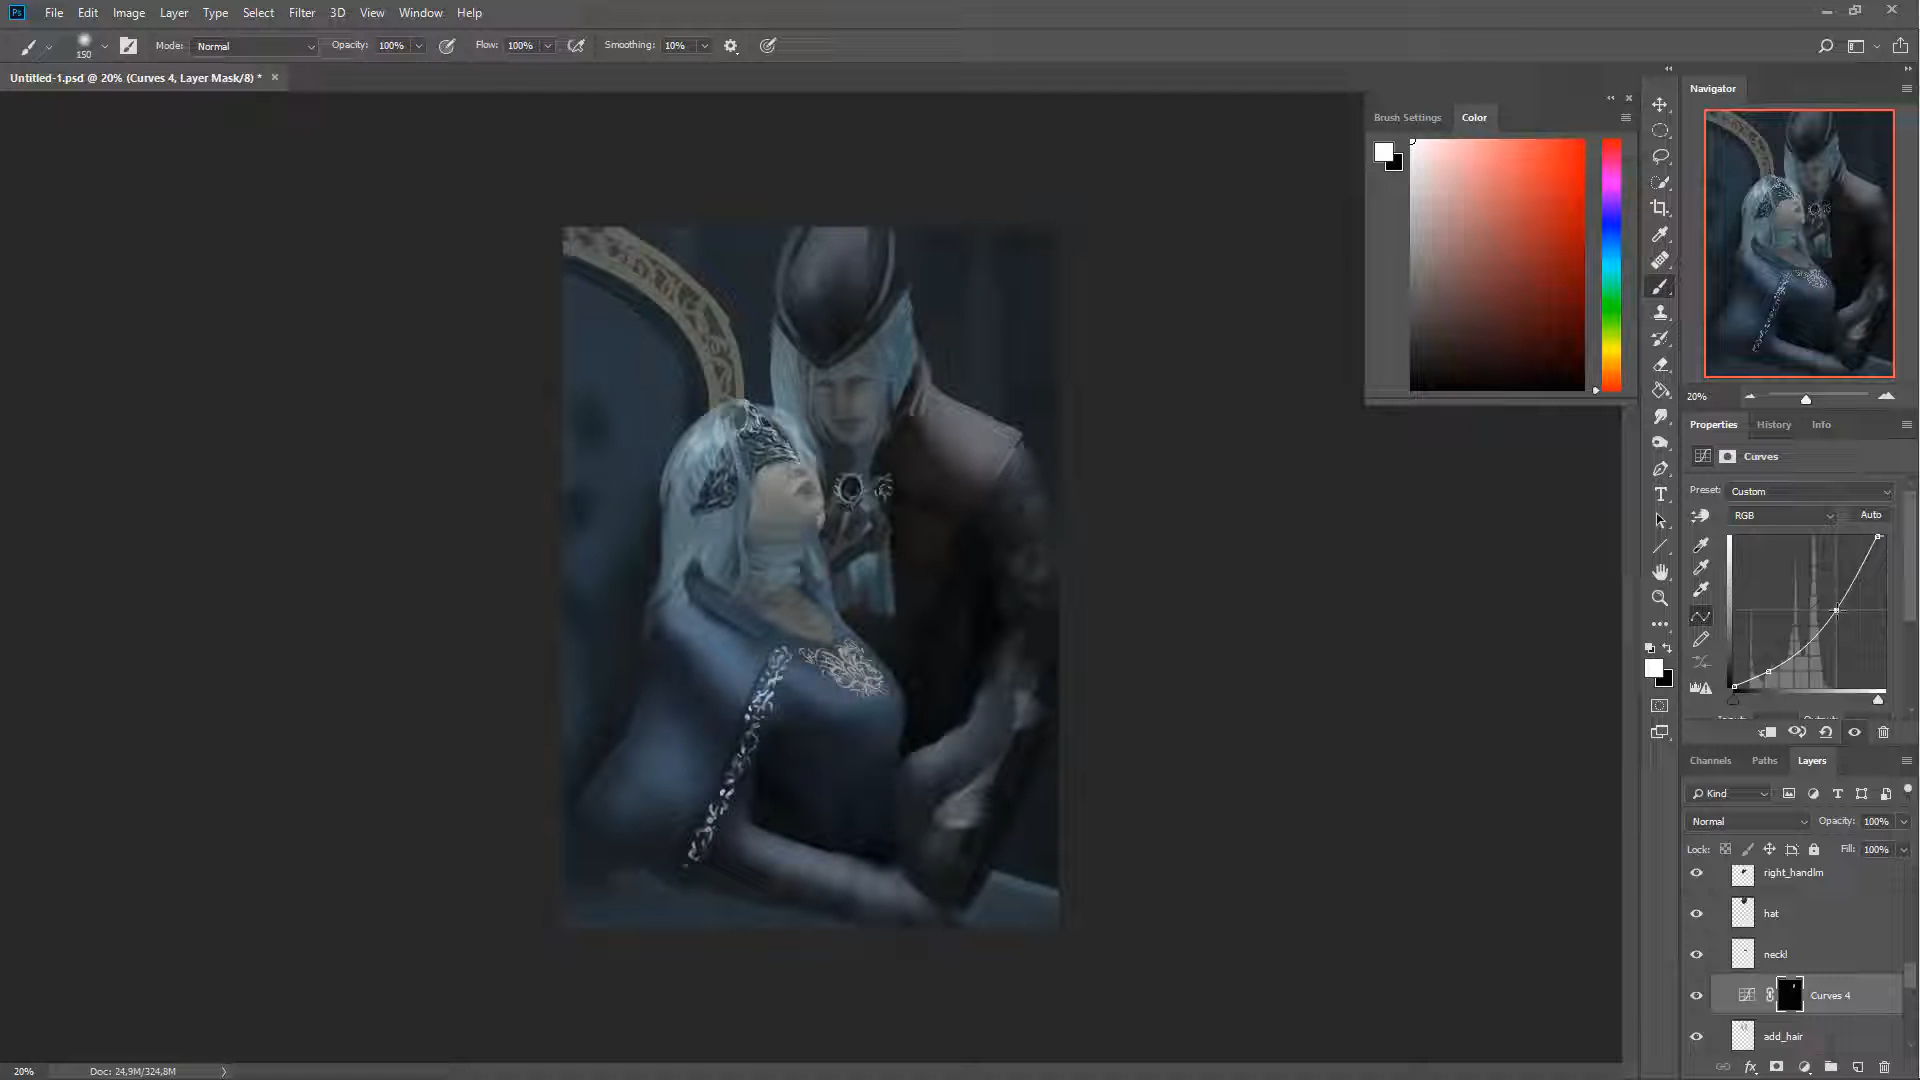 Ps File Edit Image Layer Type Select Filter 3D View Window Help
150 Mode: Normal Opacity: 100% Flow: 100% Smoothing: 10%
Untitled-1.psd @ 20% (Curves 4, Layer Mask/8) * ×
Navigator
Brush Settings Color
20%
Properties History Info
Curves
Preset: Custom
RGB Auto
Channels Paths Layers
Kind
Normal Opacity: 100%
Lock: Fill: 100%
right_handlm
hat
neckl
Curves 4
add_hair
fx
20% Doc: 24,9M/324,8M